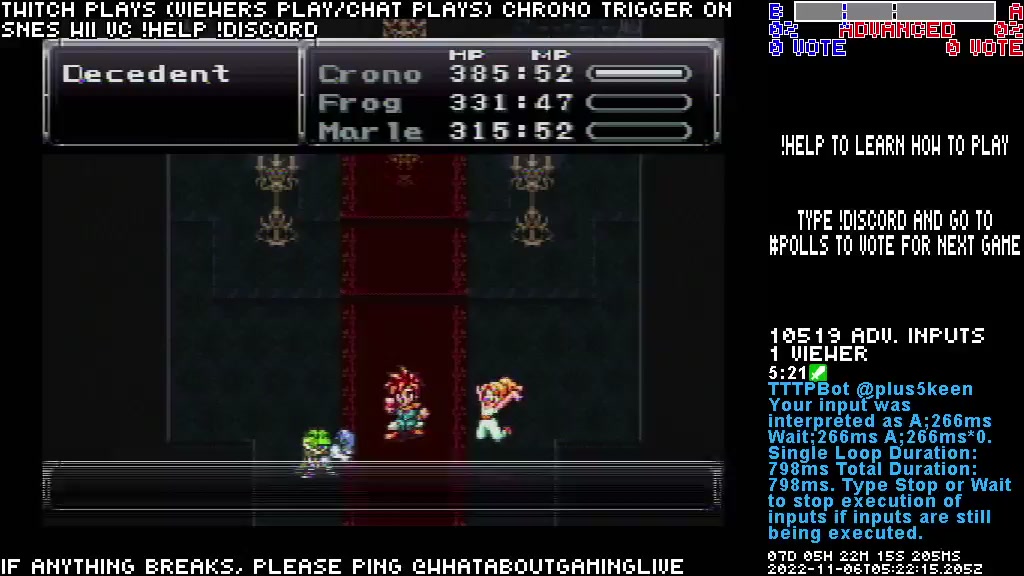 TWITCH PLAYS (VIEWERS PLAY/CHAT PLAYS) CHRONO TRIGGER ON
SNES WII VC !HELP !DISCORD
B A
0% ADVANCED 0%
0 VOTE 0 VOTE
HP MP
Decedent
Crono 385:52
Frog 331:47
Marle 315:52
!HELP TO LEARN HOW TO PLAY
TYPE !DISCORD AND GO TO
#POLLS TO VOTE FOR NEXT GAME
10519 ADV. INPUTS
1 VIEWER
5:21
TTTPBot @plus5keen
Your input was
interpreted as A;266ms
Wait;266ms A;266ms*0.
Single Loop Duration:
798ms Total Duration:
798ms. Type Stop or Wait
to stop execution of
inputs if inputs are still
being executed.
07D 05H 22M 15S 205MS
2022-11-06T05:22:15.205Z
IF ANYTHING BREAKS, PLEASE PING @WHATABOUTGAMINGLIVE